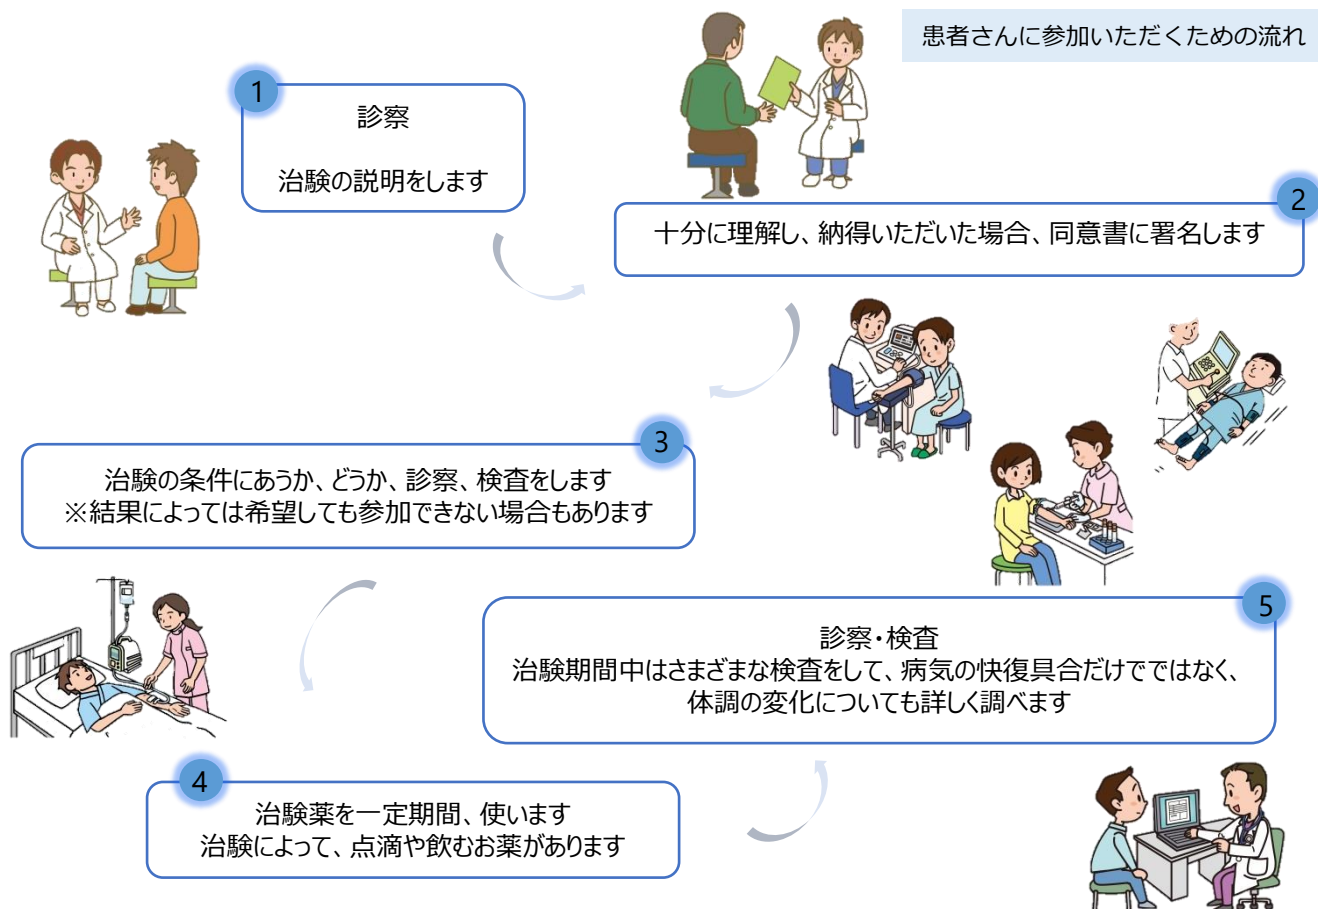 患者さんに参加いただくための流れ
1
診察
治験の説明をします
2
十分に理解し、納得いただいた場合、同意書に署名します
3
治験の条件にあうか、どうか、診察、検査をします
※結果によっては希望しても参加できない場合もあります
4
治験薬を一定期間、使います
治験によって、点滴や飲むお薬があります
5
診察・検査
治験期間中はさまざまな検査をして、病気の快復具合だけでではなく、
体調の変化についても詳しく調べます